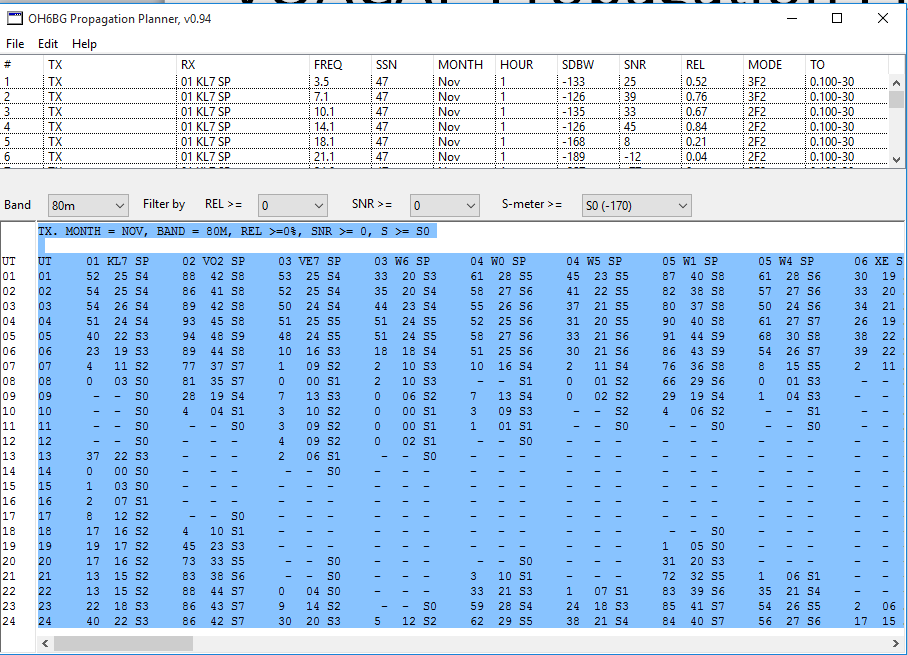 OH6BG Propagation Planner, v0.94
File Edit Help
# TX RX FREQ SSN MONTH HOUR SDBW SNR REL MODE TO
1 TX 01 KL7 SP 3.5 47 Nov 1 -133 25 0.52 3F2 0.100-30
2 TX 01 KL7 SP 7.1 47 Nov 1 -126 39 0.76 3F2 0.100-30
3 TX 01 KL7 SP 10.1 47 Nov 1 -135 33 0.67 2F2 0.100-30
4 TX 01 KL7 SP 14.1 47 Nov 1 -126 45 0.84 2F2 0.100-30
5 TX 01 KL7 SP 18.1 47 Nov 1 -168 8 0.21 2F2 0.100-30
6 TX 01 KL7 SP 21.1 47 Nov 1 -189 -12 0.04 2F2 0.100-30
Band 80m Filter by REL >= 0 SNR >= 0 S-meter >= S0 (-170)
TX. MONTH = NOV, BAND = 80M, REL >=0%, SNR >= 0, S >= S0
UT UT 01 KL7 SP 02 VO2 SP 03 VE7 SP 03 W6 SP 04 W0 SP 04 W5 SP 05 W1 SP 05 W4 SP 06 XE S
01 01 52 25 S4 88 42 S8 53 25 S4 33 20 S3 61 28 S5 45 23 S5 87 40 S8 61 28 S6 30 19
02 02 54 25 S4 86 41 S8 52 25 S4 35 20 S4 58 27 S6 41 22 S5 82 38 S8 57 27 S6 33 20
03 03 54 26 S4 89 42 S8 50 24 S4 44 23 S4 55 26 S6 37 21 S5 80 37 S8 50 24 S6 34 21
04 04 51 24 S4 93 45 S8 51 25 S5 51 24 S5 52 25 S6 31 20 S5 90 40 S8 61 27 S7 26 19
05 05 40 22 S3 94 48 S9 48 24 S5 51 24 S5 58 27 S6 33 21 S6 91 44 S9 68 30 S8 38 22
06 06 23 19 S3 89 44 S8 10 16 S3 18 18 S4 51 25 S6 30 21 S6 86 43 S9 54 26 S7 39 22
07 07 4 11 S2 77 37 S7 1 09 S2 2 10 S3 10 16 S4 2 11 S4 76 36 S8 8 15 S5 2 11
08 08 0 03 S0 81 35 S7 0 00 S1 2 10 S3 - - S1 0 01 S2 66 29 S6 0 01 S3 - -
09 09 - - S0 28 19 S4 7 13 S3 0 06 S2 7 13 S4 0 02 S2 29 19 S4 1 04 S3 - -
10 10 - - S0 4 04 S1 3 10 S2 0 00 S1 3 09 S3 - - S2 4 06 S2 - - S1 - -
11 11 - - S0 - - S0 3 09 S2 0 00 S1 1 01 S1 - - S0 - - S0 - - S0 - -
12 12 - - S0 - - - 4 09 S2 0 02 S1 - - S0 - - - - - - - - - - -
13 13 37 22 S3 - - - 2 06 S1 - - S0 - - - - - - - - - - - - - -
14 14 0 00 S0 - - - - - S0 - - - - - - - - - - - - - - - - -
15 15 1 03 S0 - - - - - - - - - - - - - - - - - - - - - - -
16 16 2 07 S1 - - - - - - - - - - - - - - - - - - - - - - -
17 17 8 12 S2 - - S0 - - - - - - - - - - - - - - - - - - - -
18 18 17 16 S2 4 10 S1 - - - - - - - - - - - - - - S0 - - - - -
19 19 19 17 S2 45 23 S3 - - - - - - - - - - - - 1 05 S0 - - - - -
20 20 17 16 S2 73 33 S5 - - S0 - - - - - S0 - - - 31 20 S3 - - - - -
21 21 13 15 S2 83 38 S6 - - S0 - - - 3 10 S1 - - - 72 32 S5 1 06 S1 - -
22 22 13 15 S2 88 44 S7 0 04 S0 - - - 33 21 S3 1 07 S1 83 39 S6 35 21 S4 - -
23 23 22 18 S3 86 43 S7 9 14 S2 - - S0 59 28 S4 24 18 S3 85 41 S7 54 26 S5 2 06
24 24 40 22 S3 86 42 S7 30 20 S3 5 12 S2 62 29 S5 38 21 S4 84 40 S7 56 27 S6 17 15